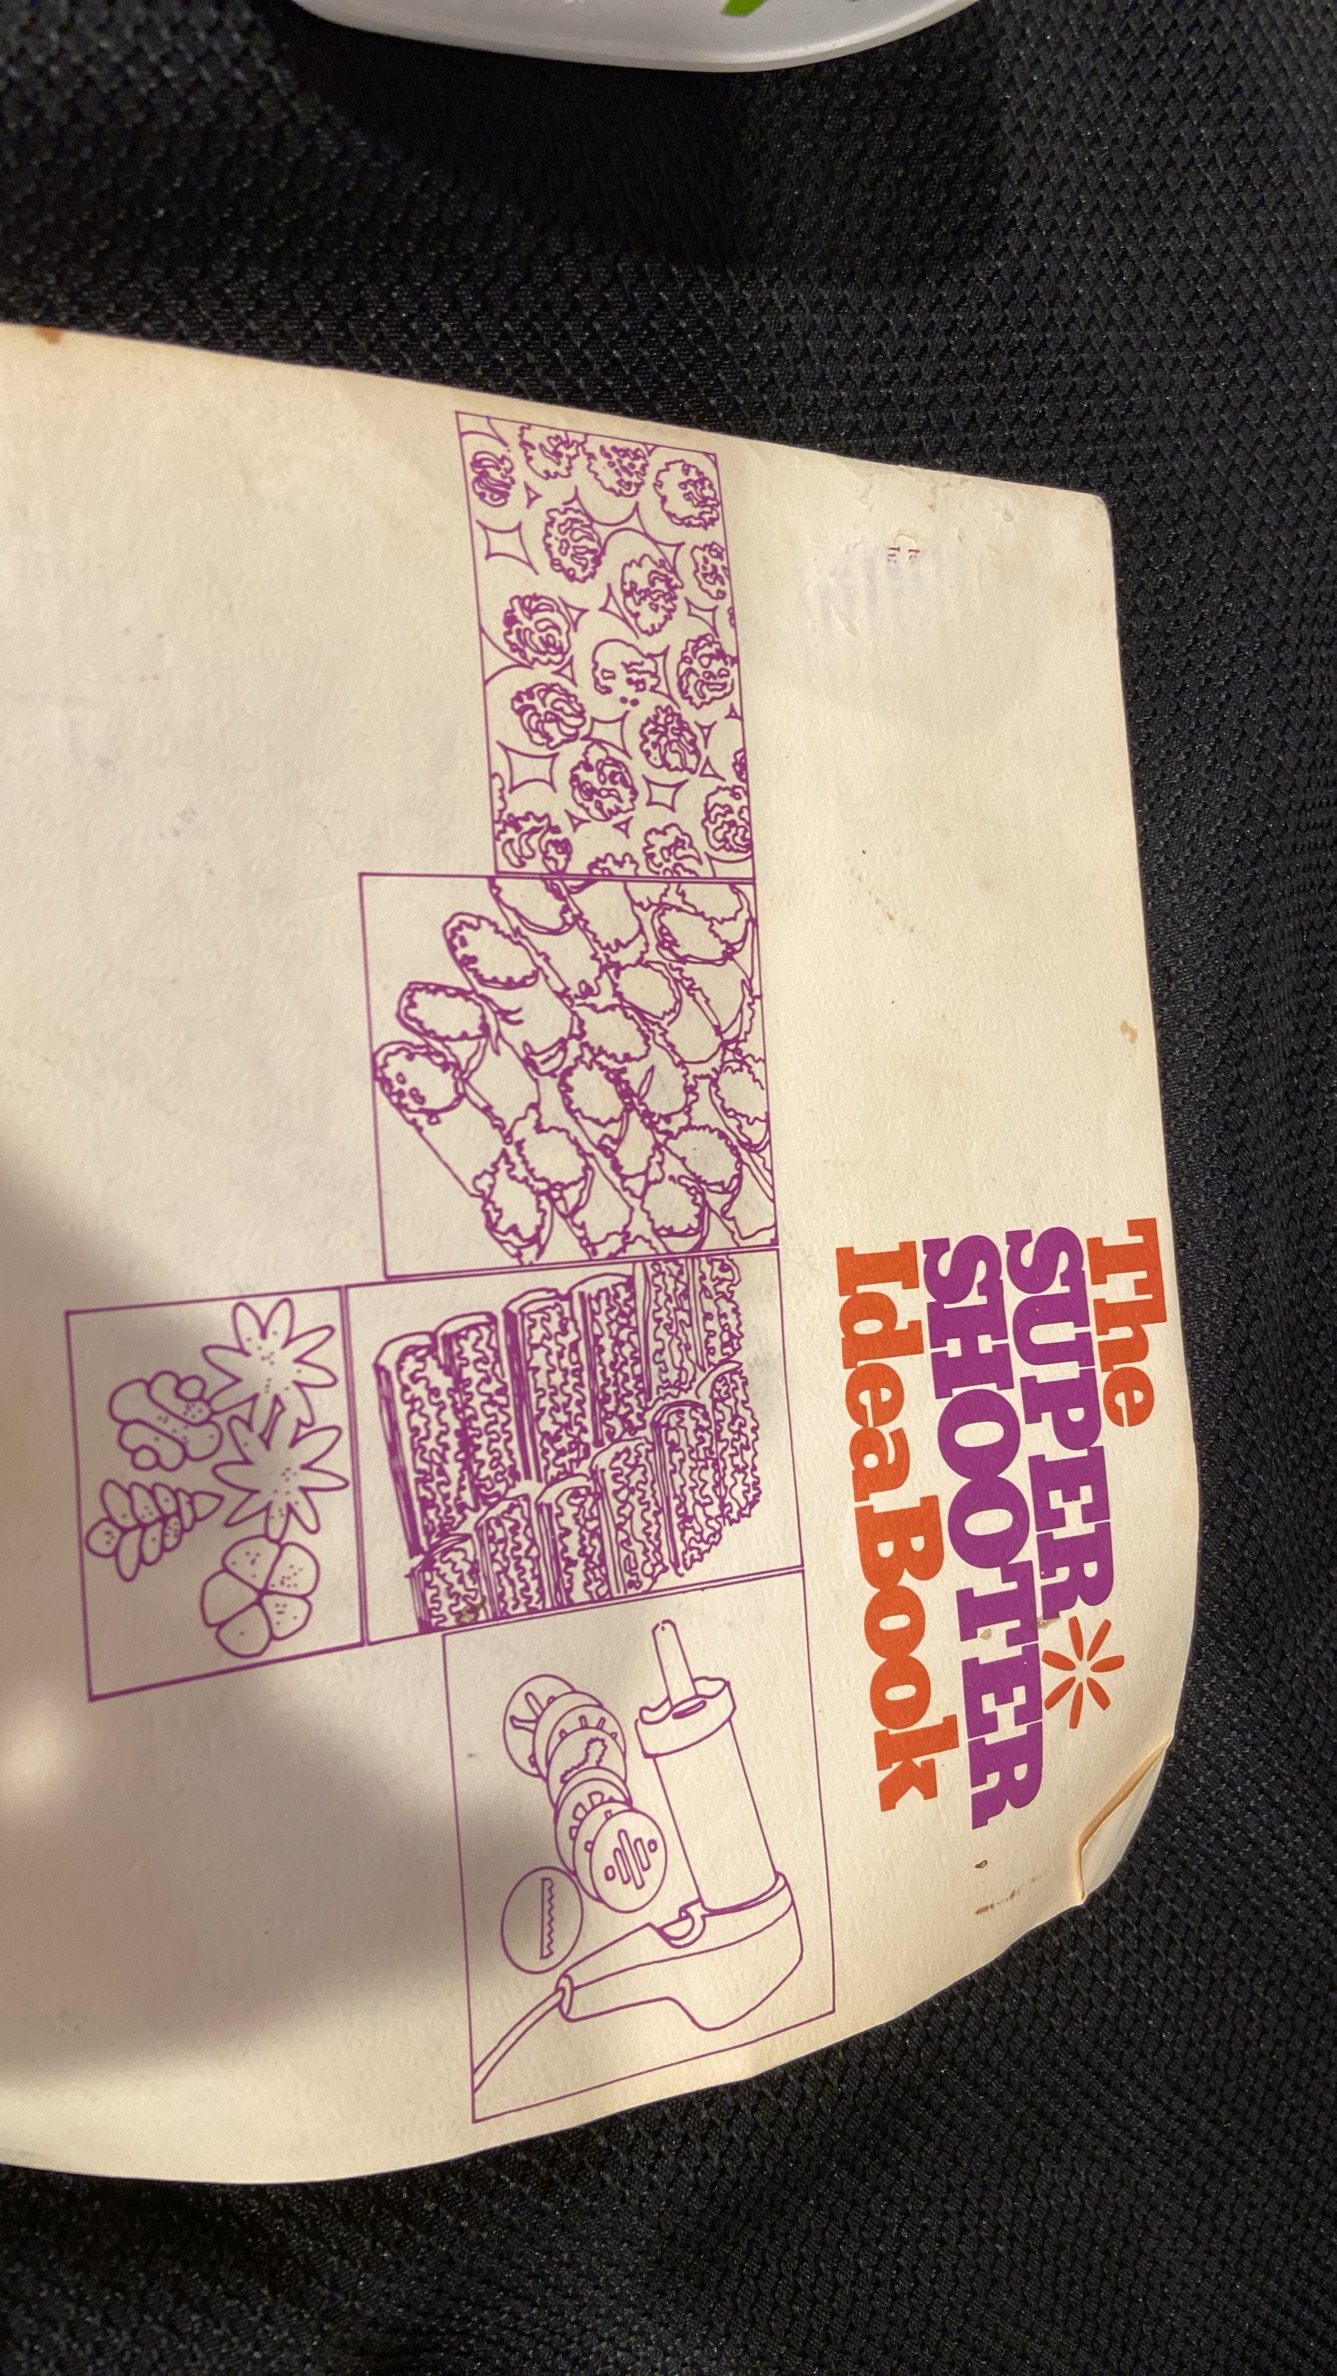 The
SUPER
SHOOTER
Idea Book